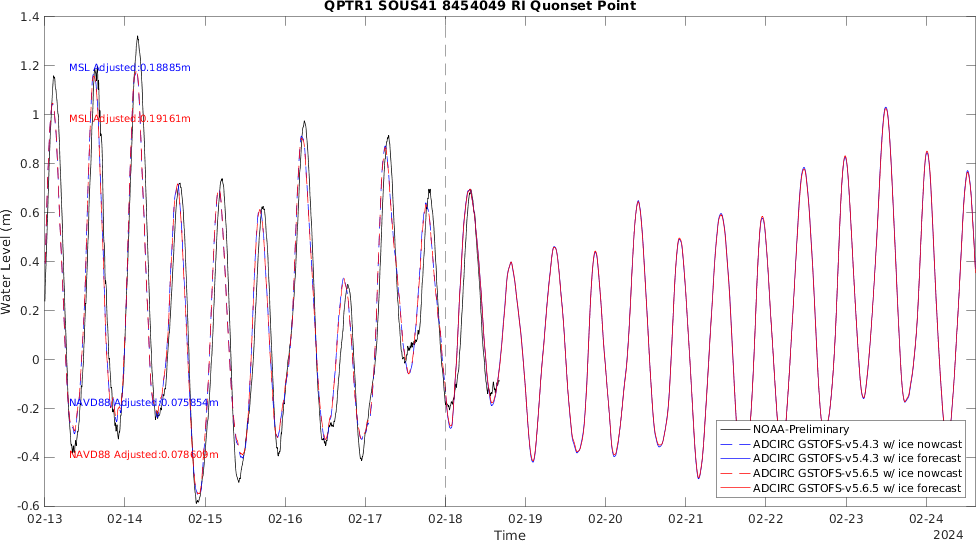 QPTR1 SOUS41 8454049 RI Quonset Point
1.4
1.2
1
0.8
0.6
0.4
0.2
0
-0.2
-0.4
-0.6
Water Level (m)
MSL Adjusted:0.18885m
MSL Adjusted:0.19161m
NAVD88 Adjusted:0.075854m
NAVD88 Adjusted:0.078609m
NOAA-Preliminary
ADCIRC GSTOFS-v5.4.3 w/ ice nowcast
ADCIRC GSTOFS-v5.4.3 w/ ice forecast
ADCIRC GSTOFS-v5.6.5 w/ ice nowcast
ADCIRC GSTOFS-v5.6.5 w/ ice forecast
02-13 02-14 02-15 02-16 02-17 02-18 02-19 02-20 02-21 02-22 02-23 02-24
Time
2024